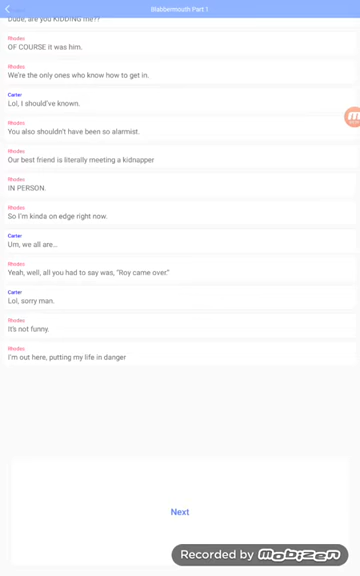 Blabbermouth Part 1
Dude, are you KIDDING me??
Rhodes
OF COURSE it was him.
Rhodes
We're the only ones who know how to get in.
Carter
Lol, I should've known.
Rhodes
You also shouldn't have been so alarmist.
Rhodes
Our best friend is literally meeting a kidnapper
Rhodes
IN PERSON.
Rhodes
So I'm kinda on edge right now.
Carter
Um, we all are...
Rhodes
Yeah, well, all you had to say was, "Roy came over."
Carter
Lol, sorry man.
Rhodes
It's not funny.
Rhodes
I'm out here, putting my life in danger
Next
Recorded by mobizen